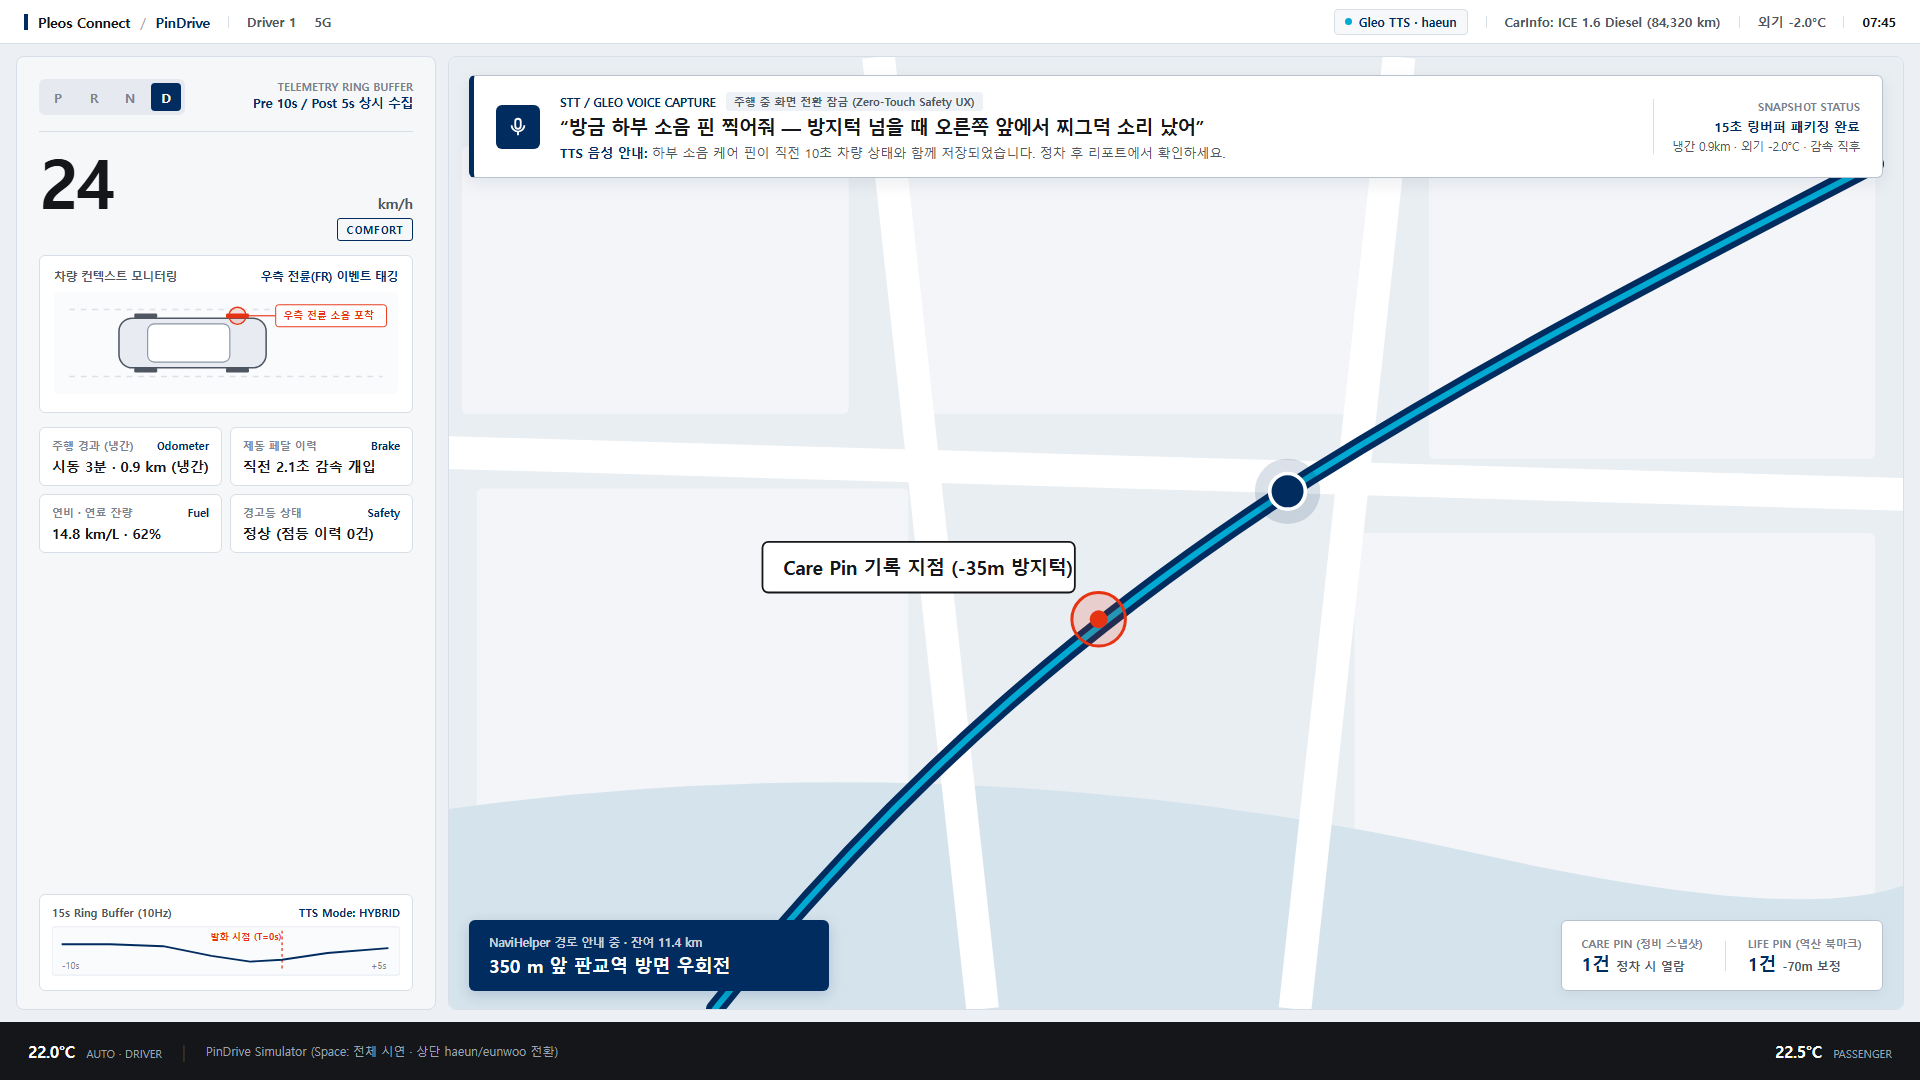 Pleos Connect / PinDrive
Driver 1 5G
Gleo TTS · haeun
CarInfo: ICE 1.6 Diesel (84,320 km)
외기 -2.0°C
07:45
P R N D
TELEMETRY RING BUFFER
Pre 10s / Post 5s 상시 수집
24
km/h
COMFORT
차량 컨텍스트 모니터링
우측 전륜(FR) 이벤트 태깅
우측 전륜 소음 포착
주행 경과 (냉간) Odometer
시동 3분 · 0.9 km (냉간)
제동 페달 이력 Brake
직전 2.1초 감속 개입
연비 · 연료 잔량 Fuel
14.8 km/L · 62%
경고등 상태 Safety
정상 (점등 이력 0건)
15s Ring Buffer (10Hz) TTS Mode: HYBRID
발화 시점 (T=0s)
-10s +5s
STT / GLEO VOICE CAPTURE 주행 중 화면 전환 잠금 (Zero-Touch Safety UX)
“방금 하부 소음 핀 찍어줘 — 방지턱 넘을 때 오른쪽 앞에서 찌그덕 소리 났어”
TTS 음성 안내: 하부 소음 케어 핀이 직전 10초 차량 상태와 함께 저장되었습니다. 정차 후 리포트에서 확인하세요.
SNAPSHOT STATUS
15초 링버퍼 패키징 완료
냉간 0.9km · 외기 -2.0°C · 감속 직후
Care Pin 기록 지점 (-35m 방지턱)
NaviHelper 경로 안내 중 · 잔여 11.4 km
350 m 앞 판교역 방면 우회전
CARE PIN (정비 스냅샷)
1건 정차 시 열람
LIFE PIN (역산 북마크)
1건 -70m 보정
22.0°C AUTO · DRIVER
PinDrive Simulator (Space: 전체 시연 · 상단 haeun/eunwoo 전환)
22.5°C PASSENGER